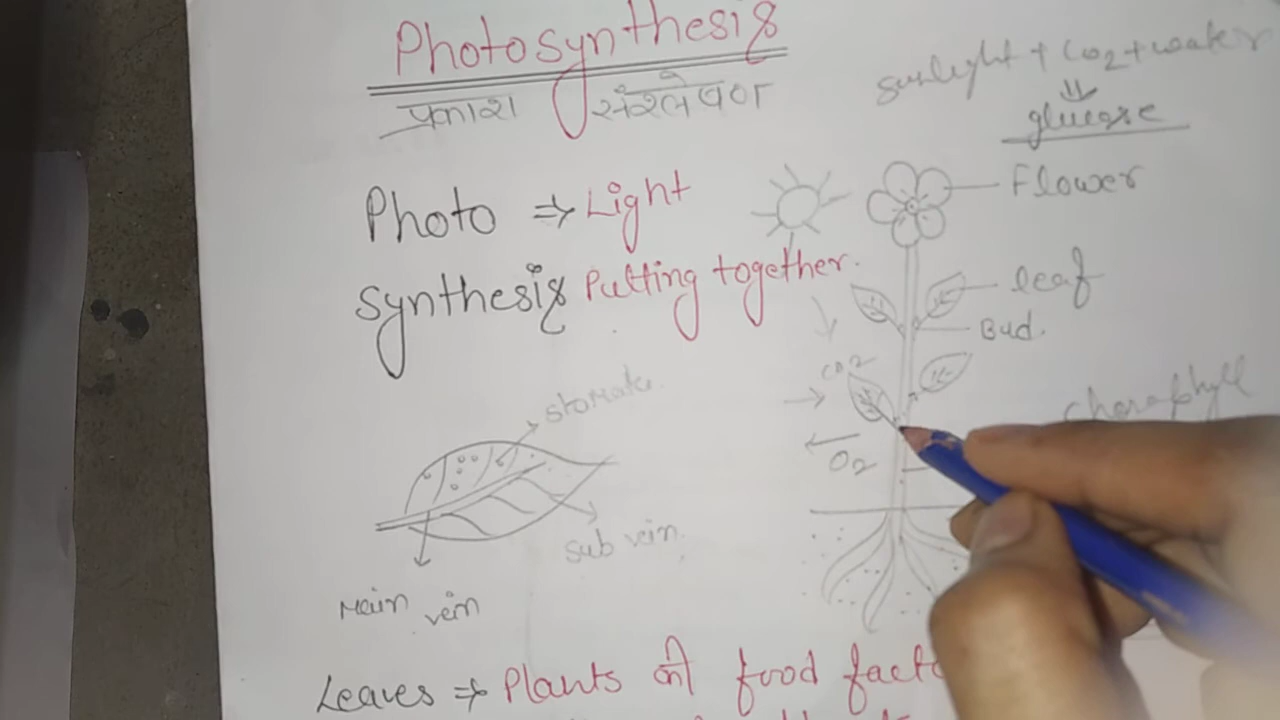 Photosynthesis
प्रकाश संश्लेषण
sunlight + CO2 + water
⇓
glucose
Photo ⇒ Light
Flower
synthesis Putting together.
leaf
Bud.
CO2
O2
stomata
sub vein
Main vein
Leaves ⇒ Plants की food